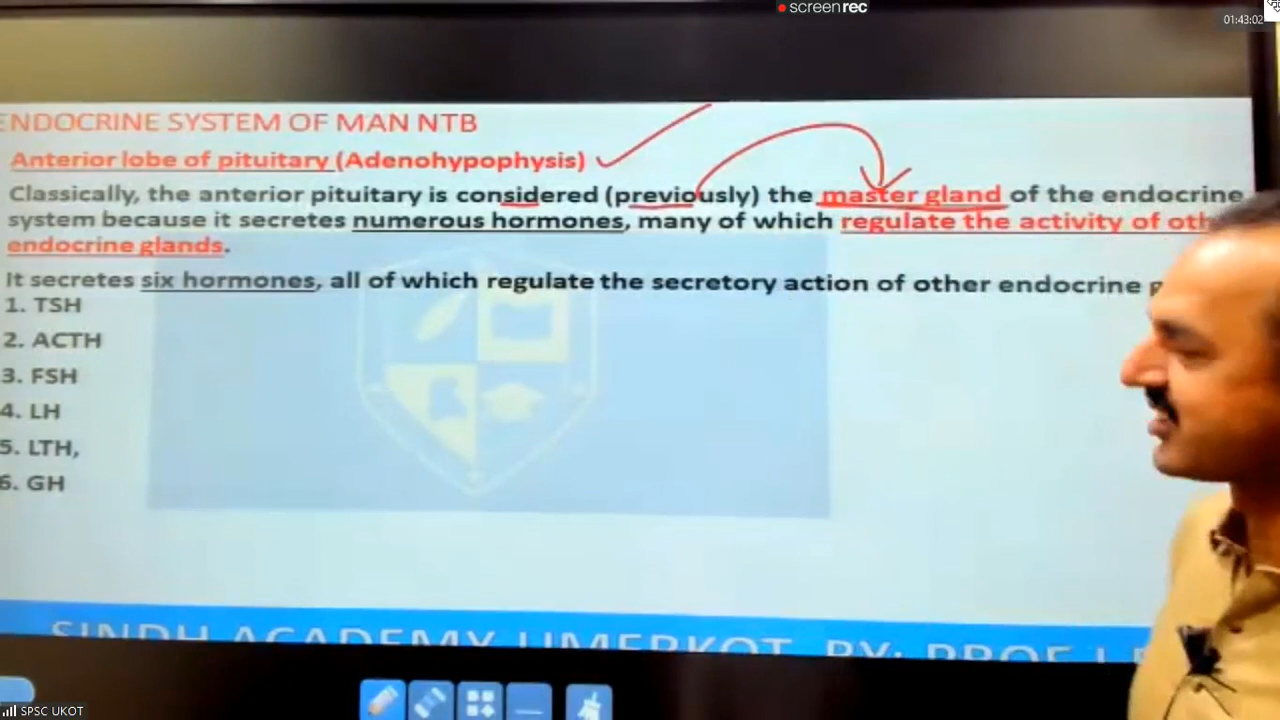 screenrec
01:43:02
ENDOCRINE SYSTEM OF MAN NTB
Anterior lobe of pituitary (Adenohypophysis)
Classically, the anterior pituitary is considered (previously) the master gland of the endocrine
system because it secretes numerous hormones, many of which regulate the activity of oth
endocrine glands.
It secretes six hormones, all of which regulate the secretory action of other endocrine g
1. TSH
2. ACTH
3. FSH
4. LH
5. LTH,
6. GH
SINDH ACADEMY UMERKOT. BY: PROF
SPSC UKOT